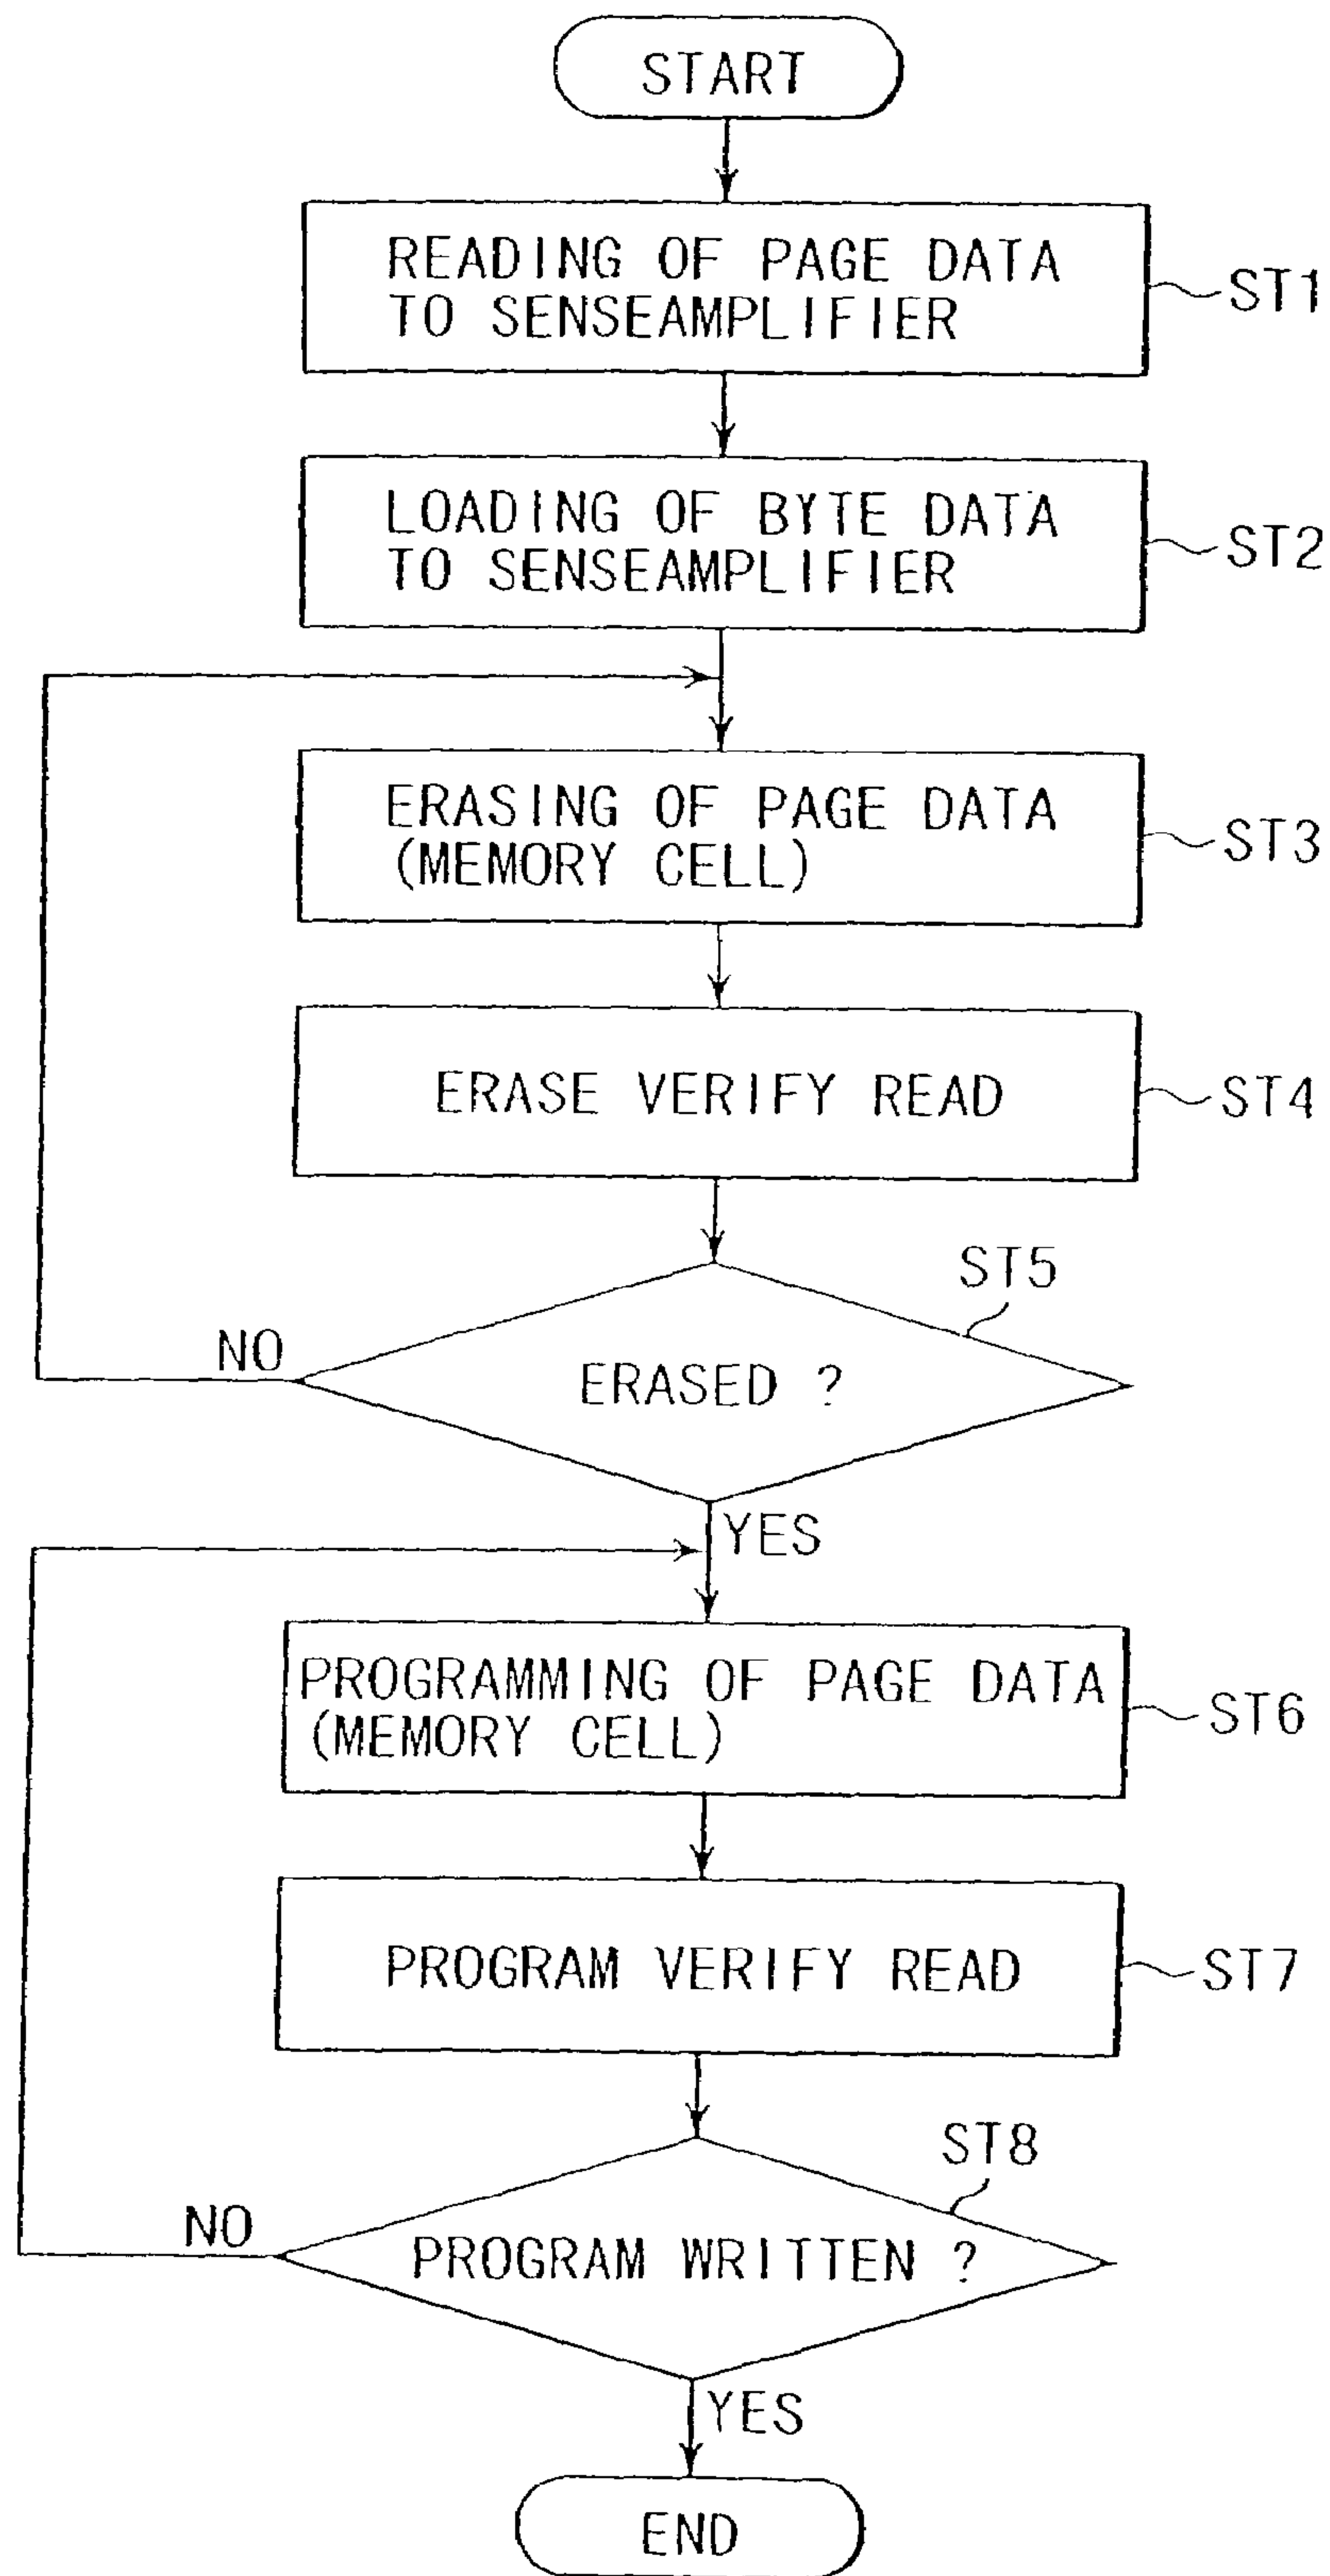 START
READING OF PAGE DATA
TO SENSEAMPLIFIER
ST1
LOADING OF BYTE DATA
TO SENSEAMPLIFIER
ST2
ERASING OF PAGE DATA
(MEMORY CELL)
ST3
ERASE VERIFY READ
ST4
ST5
NO
ERASED ?
YES
PROGRAMMING OF PAGE DATA
(MEMORY CELL)
ST6
PROGRAM VERIFY READ
ST7
ST8
NO
PROGRAM WRITTEN ?
YES
END